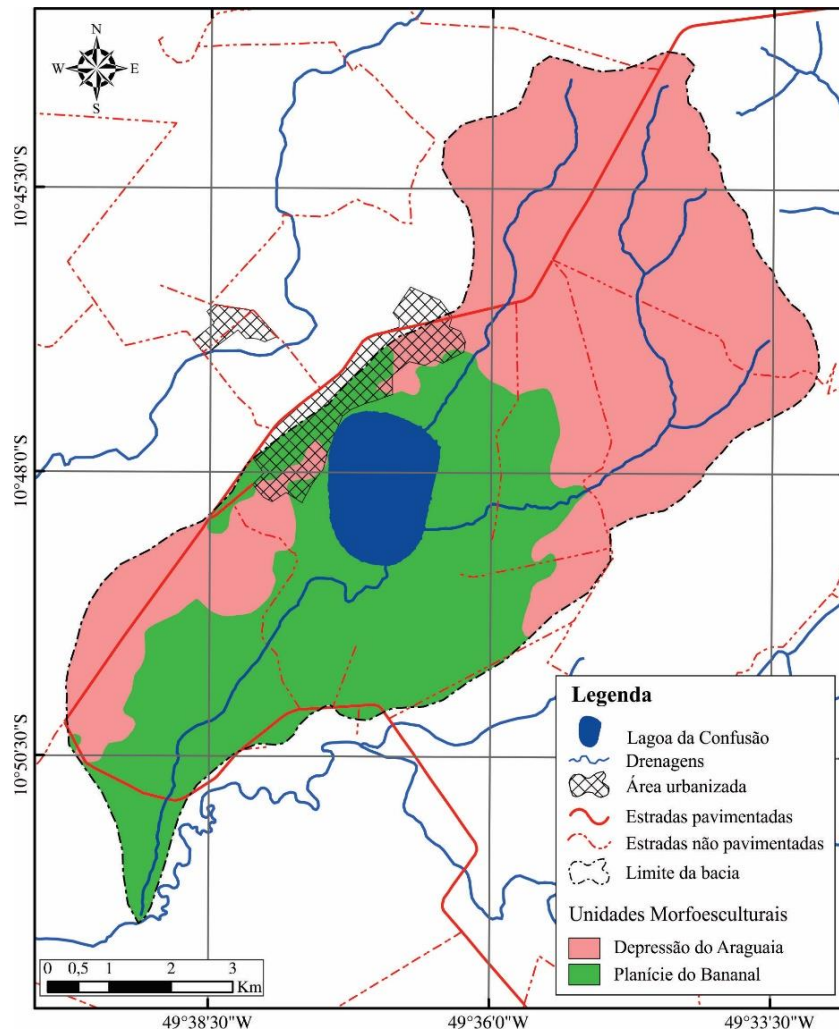 N
W E
S
10°45'30"S
10°48'0"S
10°50'30"S
Legenda
Lagoa da Confusão
Drenagens
Área urbanizada
Estradas pavimentadas
Estradas não pavimentadas
Limite da bacia
Unidades Morfoesculturais
Depressão do Araguaia
Planície do Bananal
0 0,5 1 2 3
Km
49°38'30"W 49°36'0"W 49°33'30"W